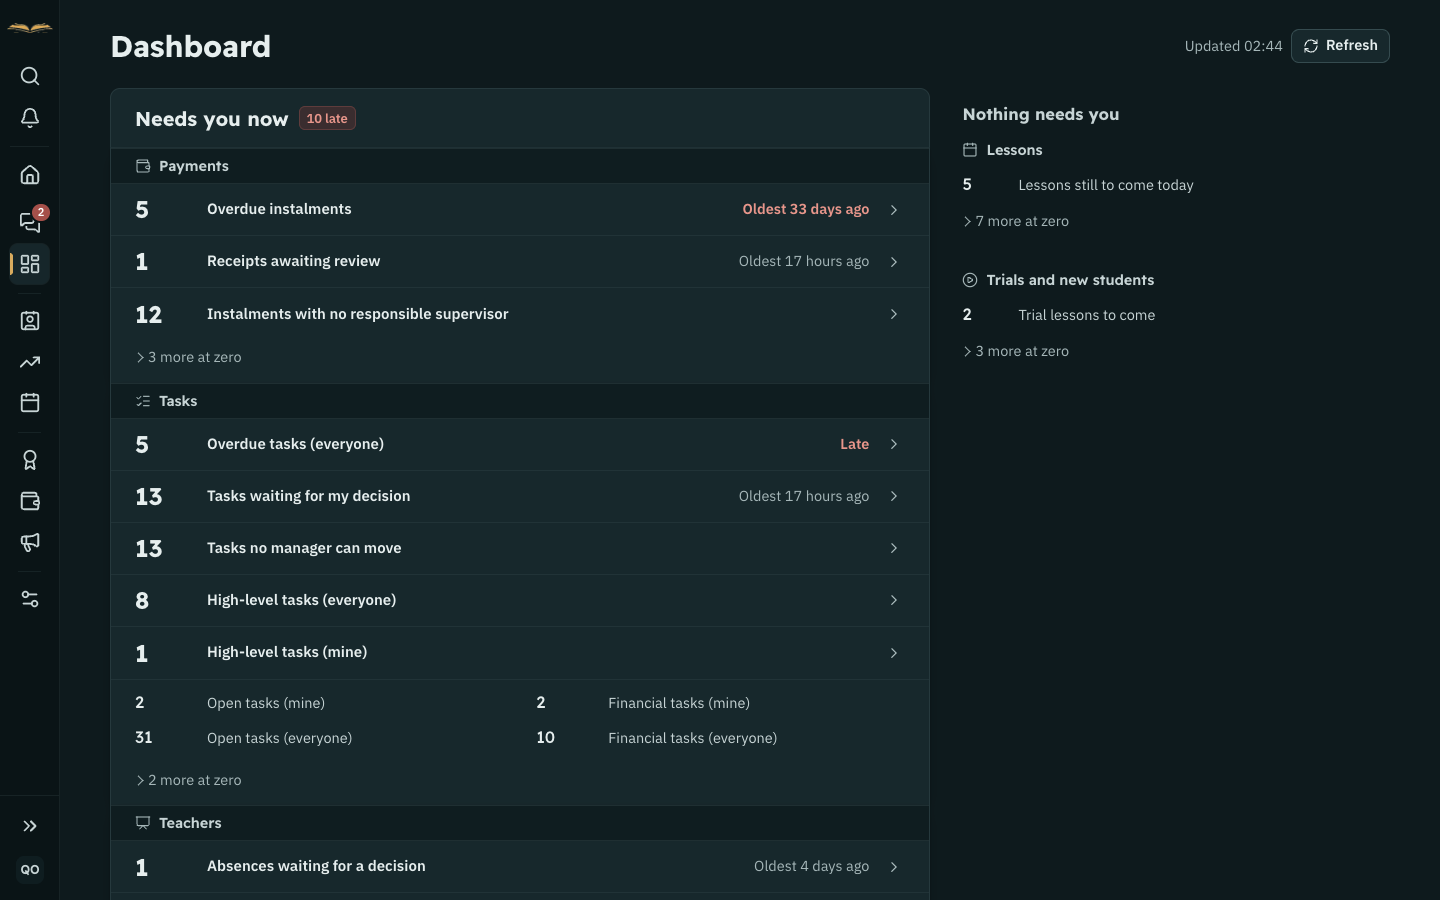 Dashboard
Updated 02:44
Refresh
Needs you now
10 late
Payments
5 Overdue instalments Oldest 33 days ago
1 Receipts awaiting review Oldest 17 hours ago
12 Instalments with no responsible supervisor
3 more at zero
Tasks
5 Overdue tasks (everyone) Late
13 Tasks waiting for my decision Oldest 17 hours ago
13 Tasks no manager can move
8 High-level tasks (everyone)
1 High-level tasks (mine)
2 Open tasks (mine) 2 Financial tasks (mine)
31 Open tasks (everyone) 10 Financial tasks (everyone)
2 more at zero
Teachers
1 Absences waiting for a decision Oldest 4 days ago
Nothing needs you
Lessons
5 Lessons still to come today
7 more at zero
Trials and new students
2 Trial lessons to come
3 more at zero
2
QO